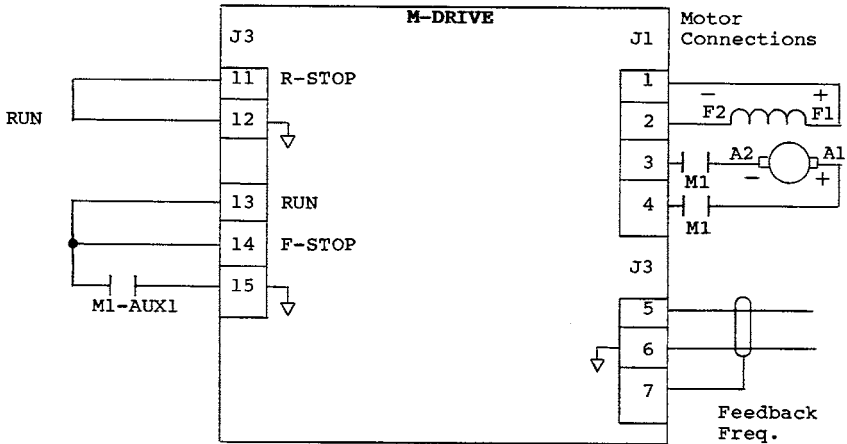 M-DRIVE
J3
11 R-STOP
RUN
12
13 RUN
14 F-STOP
15
M1-AUX1
J1
Motor
Connections
1
− +
2 F2 F1
3 A2 A1
M1 − +
4
M1
J3
5
6
7
Feedback
Freq.